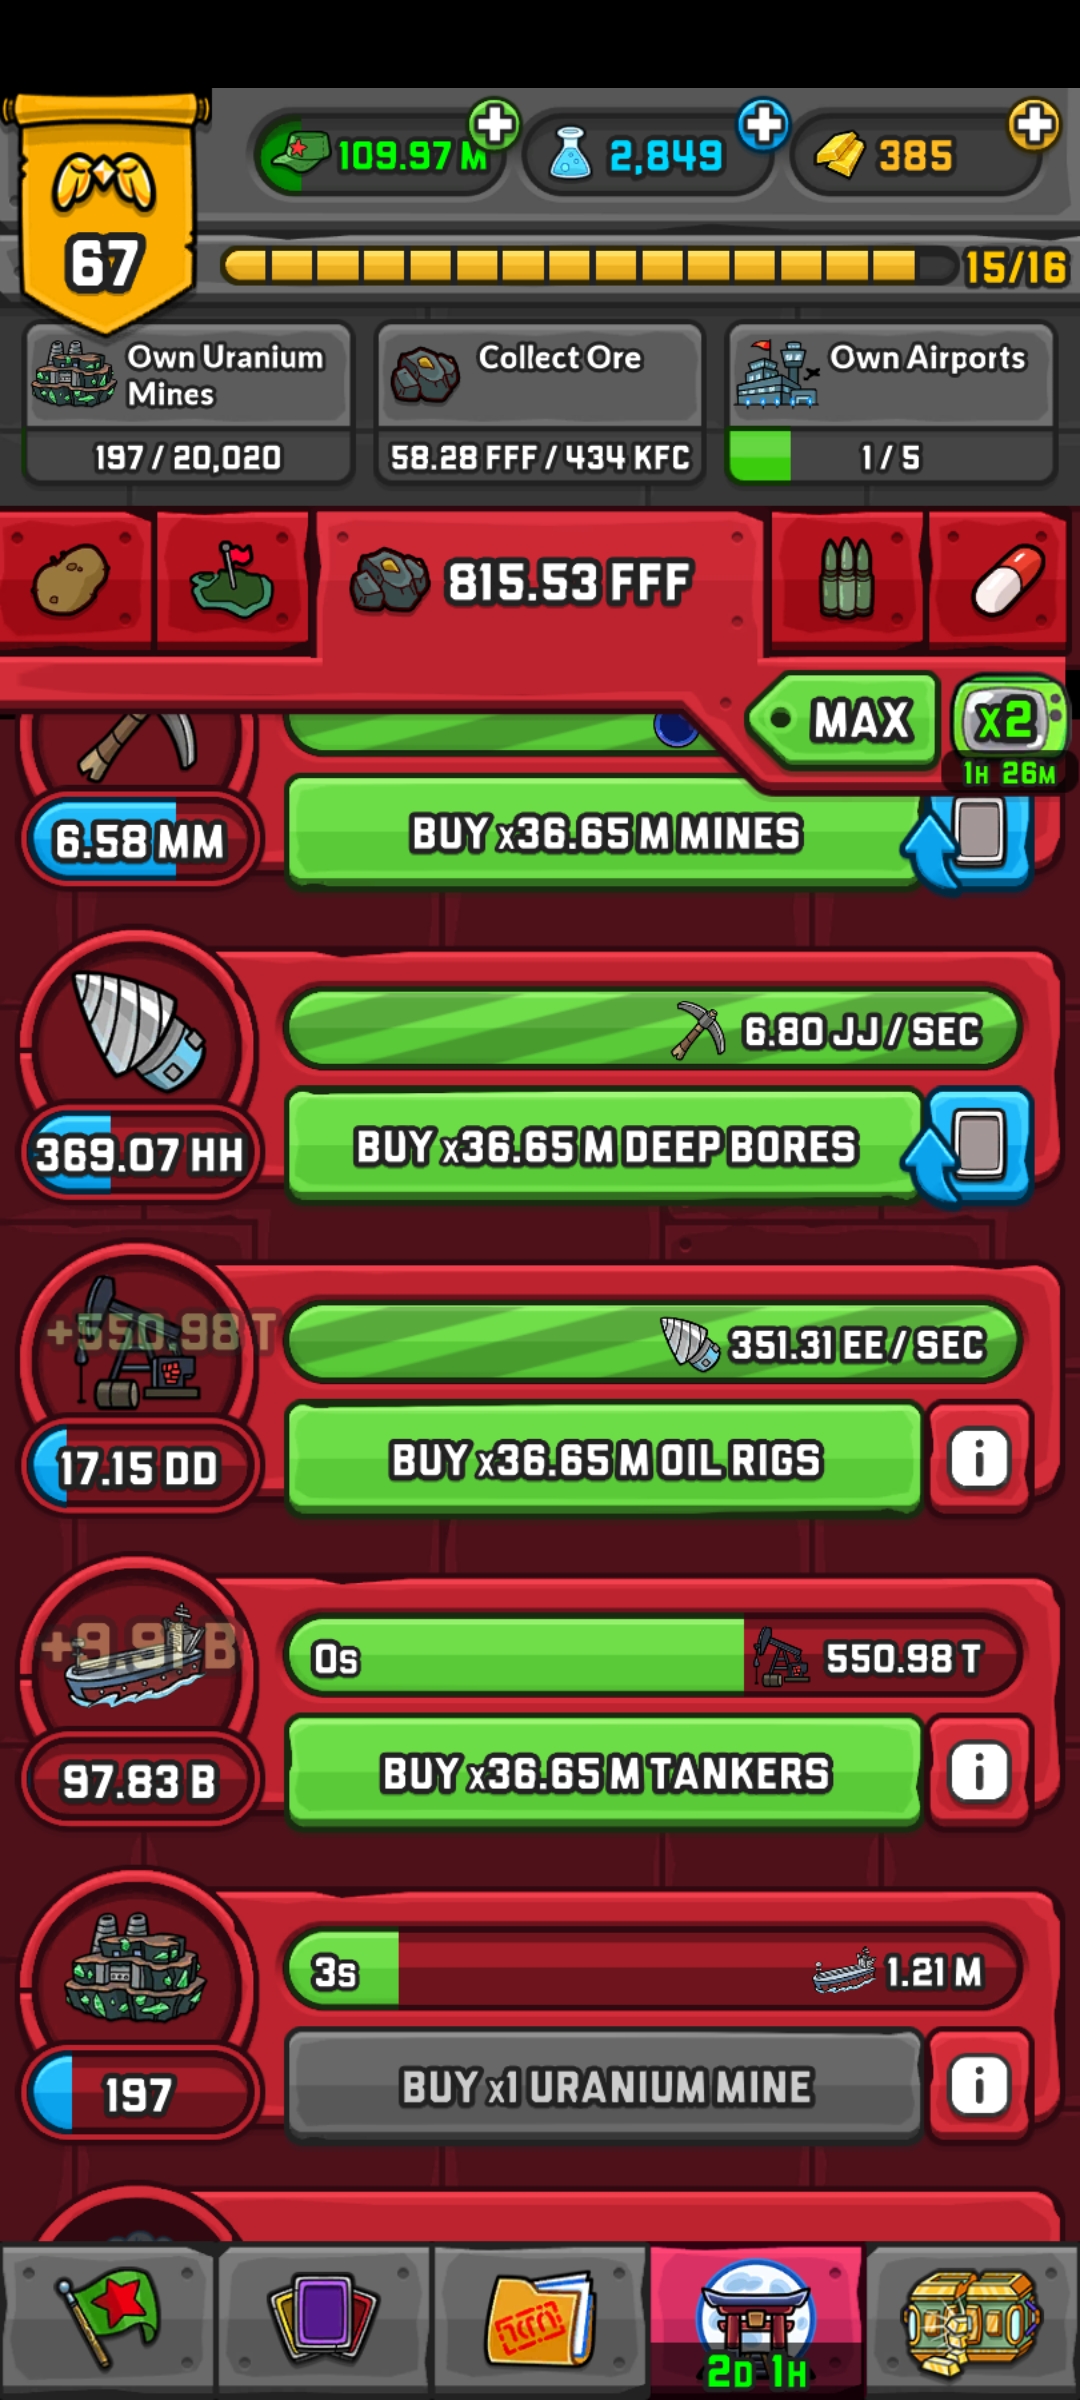 109.97 M
2,849
385
67
15/16
Own Uranium
Mines
197 / 20,020
Collect Ore
58.28 FFF / 434 KFC
Own Airports
1 / 5
815.53 FFF
MAX
x2
1H 26M
6.58 MM
BUY x36.65 M MINES
6.80 JJ / SEC
369.07 HH
BUY x36.65 M DEEP BORES
+550.98 T
351.31 EE / SEC
17.15 DD
BUY x36.65 M OIL RIGS
i
+9.91 B
0s
550.98 T
97.83 B
BUY x36.65 M TANKERS
i
3s
1.21 M
197
BUY x1 URANIUM MINE
i
2D 1H